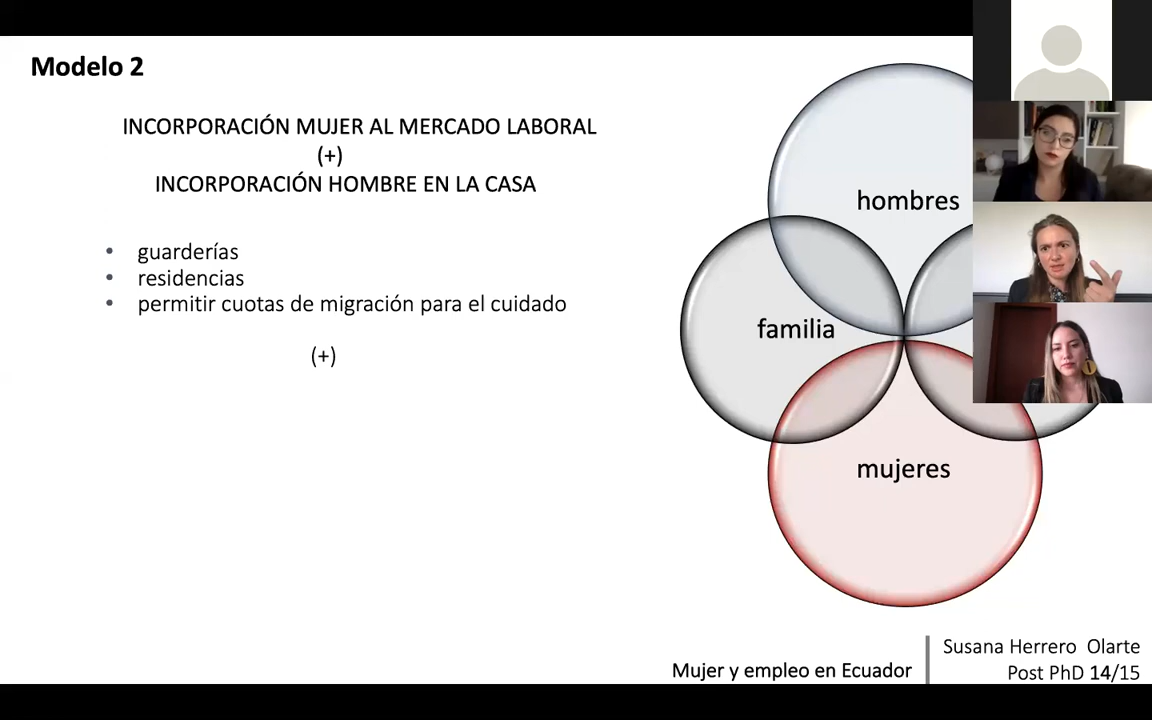 Modelo 2
INCORPORACIÓN MUJER AL MERCADO LABORAL
(+)
INCORPORACIÓN HOMBRE EN LA CASA
• guarderías
• residencias
• permitir cuotas de migración para el cuidado
(+)
hombres
familia
mujeres
Mujer y empleo en Ecuador
Susana Herrero Olarte
Post PhD 14/15